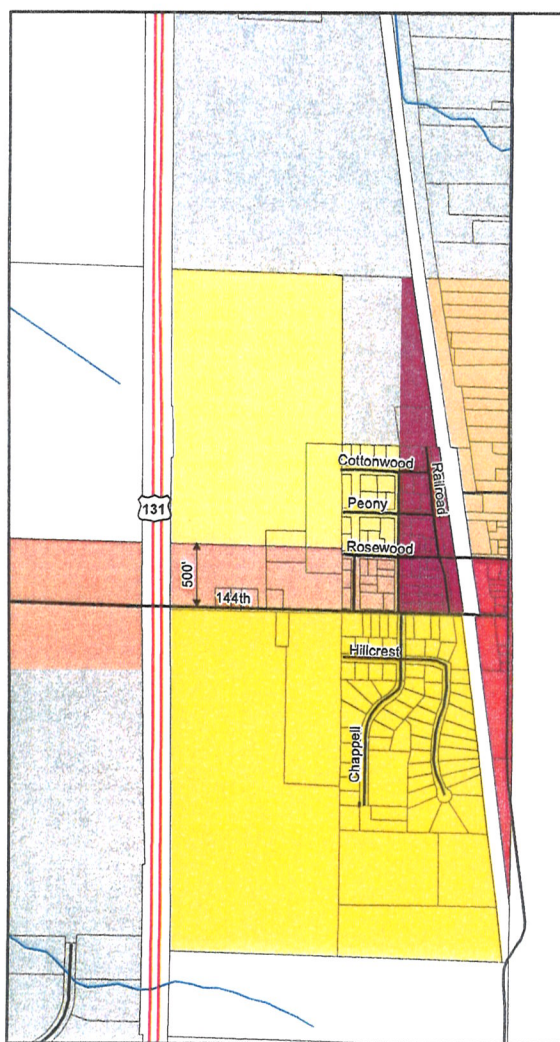 Cottonwood
Railroad
Peony
131
Rosewood
500'
144th
Hillcrest
Chappell